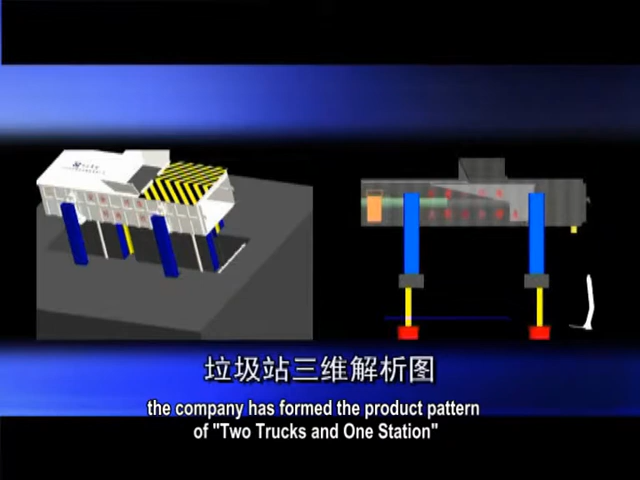 垃圾站三维解析图
the company has formed the product pattern
of "Two Trucks and One Station"